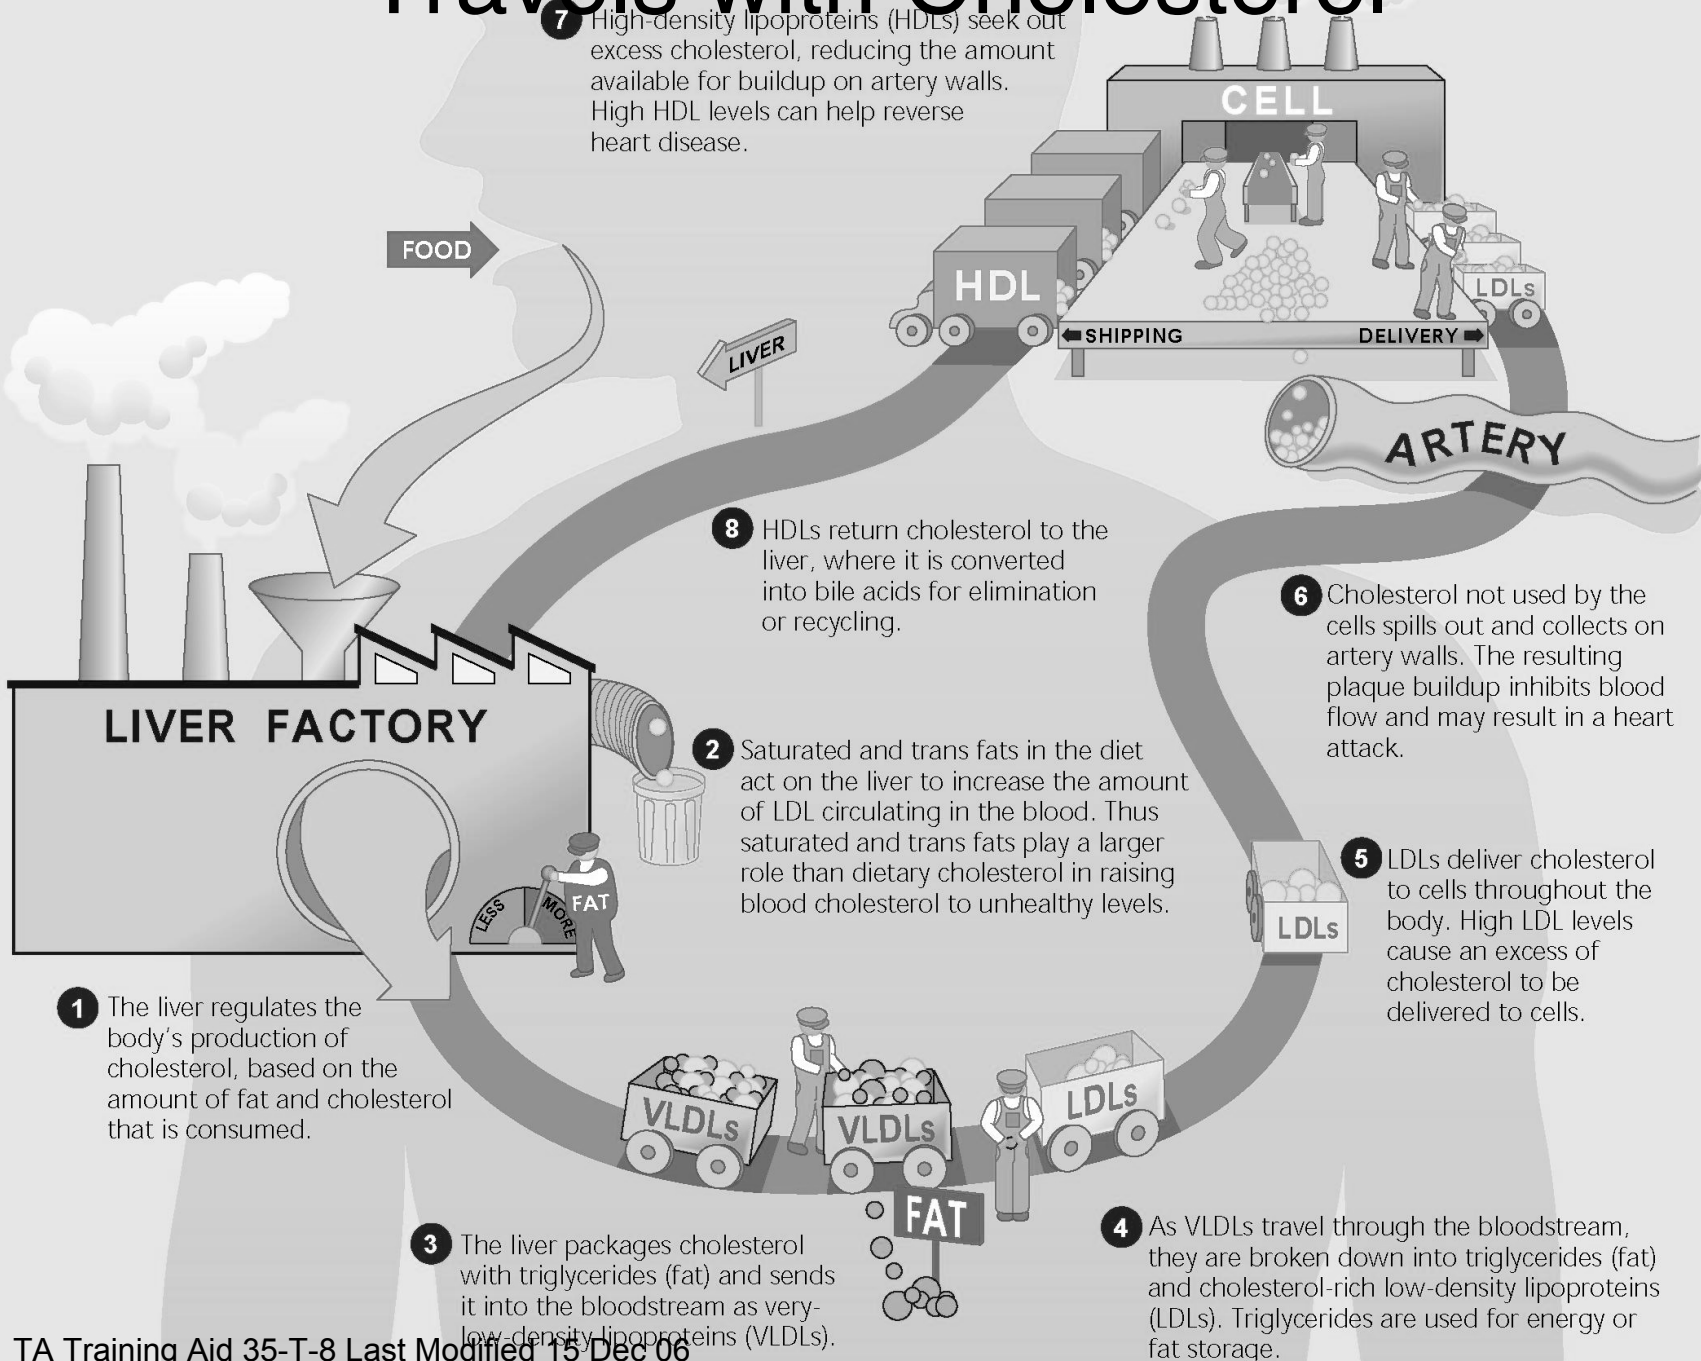 Travels with Cholesterol
7 High-density lipoproteins (HDLs) seek out
excess cholesterol, reducing the amount
available for buildup on artery walls.
High HDL levels can help reverse
heart disease.
CELL
FOOD
HDL
LDLs
SHIPPING
DELIVERY
LIVER
ARTERY
8 HDLs return cholesterol to the
liver, where it is converted
into bile acids for elimination
or recycling.
6 Cholesterol not used by the
cells spills out and collects on
artery walls. The resulting
plaque buildup inhibits blood
flow and may result in a heart
attack.
LIVER FACTORY
2 Saturated and trans fats in the diet
act on the liver to increase the amount
of LDL circulating in the blood. Thus
saturated and trans fats play a larger
role than dietary cholesterol in raising
blood cholesterol to unhealthy levels.
LESS
MORE
FAT
5 LDLs deliver cholesterol
to cells throughout the
body. High LDL levels
cause an excess of
cholesterol to be
delivered to cells.
LDLs
1 The liver regulates the
body's production of
cholesterol, based on the
amount of fat and cholesterol
that is consumed.
VLDLs
VLDLs
LDLs
FAT
3 The liver packages cholesterol
with triglycerides (fat) and sends
it into the bloodstream as very-
low-density lipoproteins (VLDLs).
4 As VLDLs travel through the bloodstream,
they are broken down into triglycerides (fat)
and cholesterol-rich low-density lipoproteins
(LDLs). Triglycerides are used for energy or
fat storage.
TA Training Aid 35-T-8 Last Modified 15 Dec 06